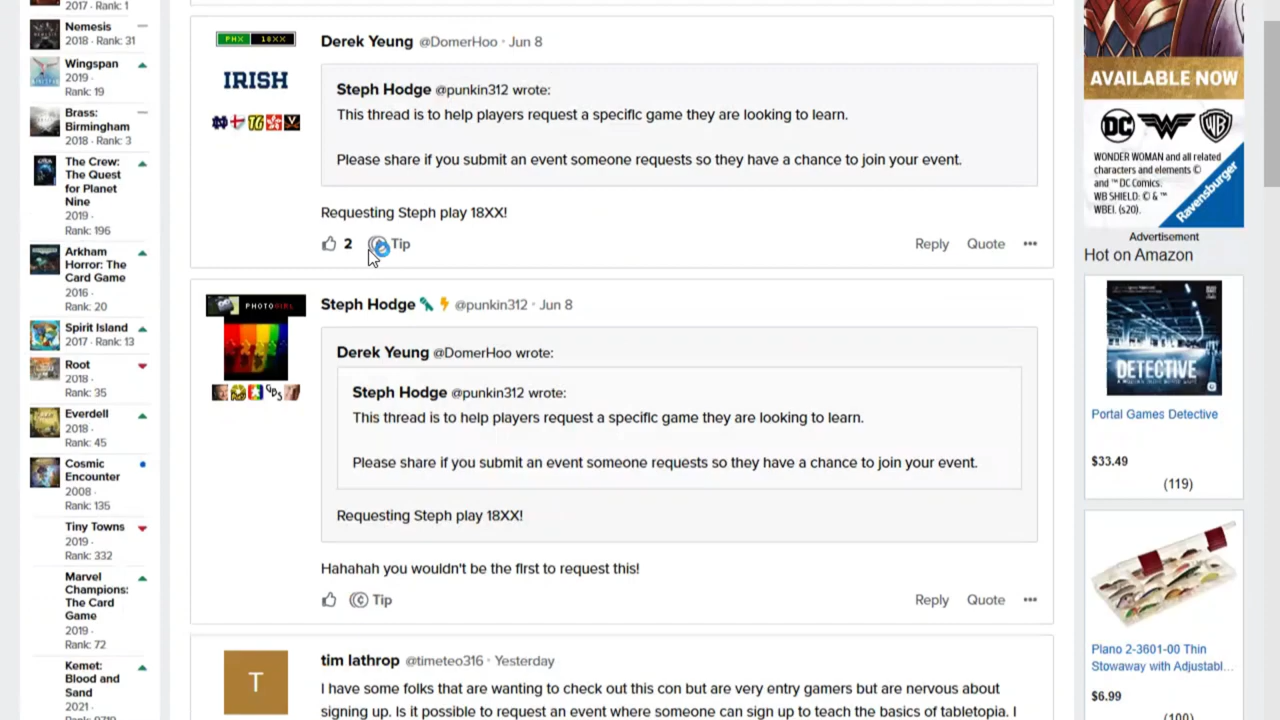 2017 · Rank: 1
Nemesis
2018 · Rank: 31
Wingspan
2019 ·
Rank: 19
Brass:
Birmingham
2018 · Rank: 3
The Crew:
The Quest
for Planet
Nine
2019 ·
Rank: 196
Arkham
Horror: The
Card Game
2016 ·
Rank: 20
Spirit Island
2017 · Rank: 13
Root
2018 ·
Rank: 35
Everdell
2018 ·
Rank: 45
Cosmic
Encounter
2008 ·
Rank: 135
Tiny Towns
2019 ·
Rank: 332
Marvel
Champions:
The Card
Game
2019 ·
Rank: 72
Kemet:
Blood and
Sand
2021 ·
PHX 18XX
IRISH
Derek Yeung @DomerHoo · Jun 8
Steph Hodge @punkin312 wrote:
This thread is to help players request a specific game they are looking to learn.
Please share if you submit an event someone requests so they have a chance to join your event.
Requesting Steph play 18XX!
2 Tip
Reply Quote •••
PHOTOGIRL
Steph Hodge @punkin312 · Jun 8
Derek Yeung @DomerHoo wrote:
Steph Hodge @punkin312 wrote:
This thread is to help players request a specific game they are looking to learn.
Please share if you submit an event someone requests so they have a chance to join your event.
Requesting Steph play 18XX!
Hahahah you wouldn't be the first to request this!
Tip
Reply Quote •••
T
tim lathrop @timeteo316 · Yesterday
I have some folks that are wanting to check out this con but are very entry gamers but are nervous about
signing up. Is it possible to request an event where someone can sign up to teach the basics of tabletopia. I
AVAILABLE NOW
DC W WB
WONDER WOMAN and all related
characters and elements ©
and ™ DC Comics.
WB SHIELD: © & ™
WBEI. (s20).
Ravensburger
Advertisement
Hot on Amazon
DETECTIVE
Portal Games Detective
$33.49
(119)
Plano 2-3601-00 Thin
Stowaway with Adjustabl...
$6.99
(100)